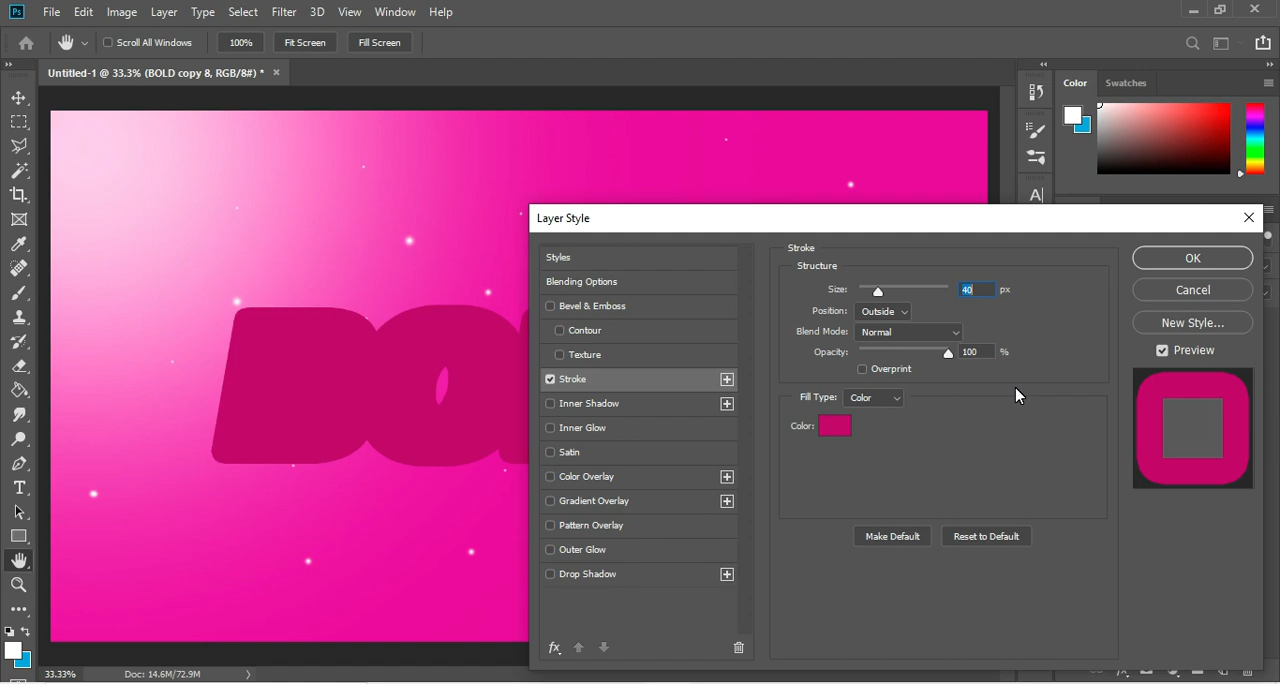 Ps File Edit Image Layer Type Select Filter 3D View Window Help
Scroll All Windows 100% Fit Screen Fill Screen
Untitled-1 @ 33.3% (BOLD copy 8, RGB/8#) * ×
Color Swatches
Layer Style
Styles
Blending Options
Bevel & Emboss
Contour
Texture
Stroke
Inner Shadow
Inner Glow
Satin
Color Overlay
Gradient Overlay
Pattern Overlay
Outer Glow
Drop Shadow
fx
Stroke
Structure
Size: 40 px
Position: Outside
Blend Mode: Normal
Opacity: 100 %
Overprint
Fill Type: Color
Color:
Make Default Reset to Default
OK
Cancel
New Style...
Preview
33.33% Doc: 14.6M/72.9M